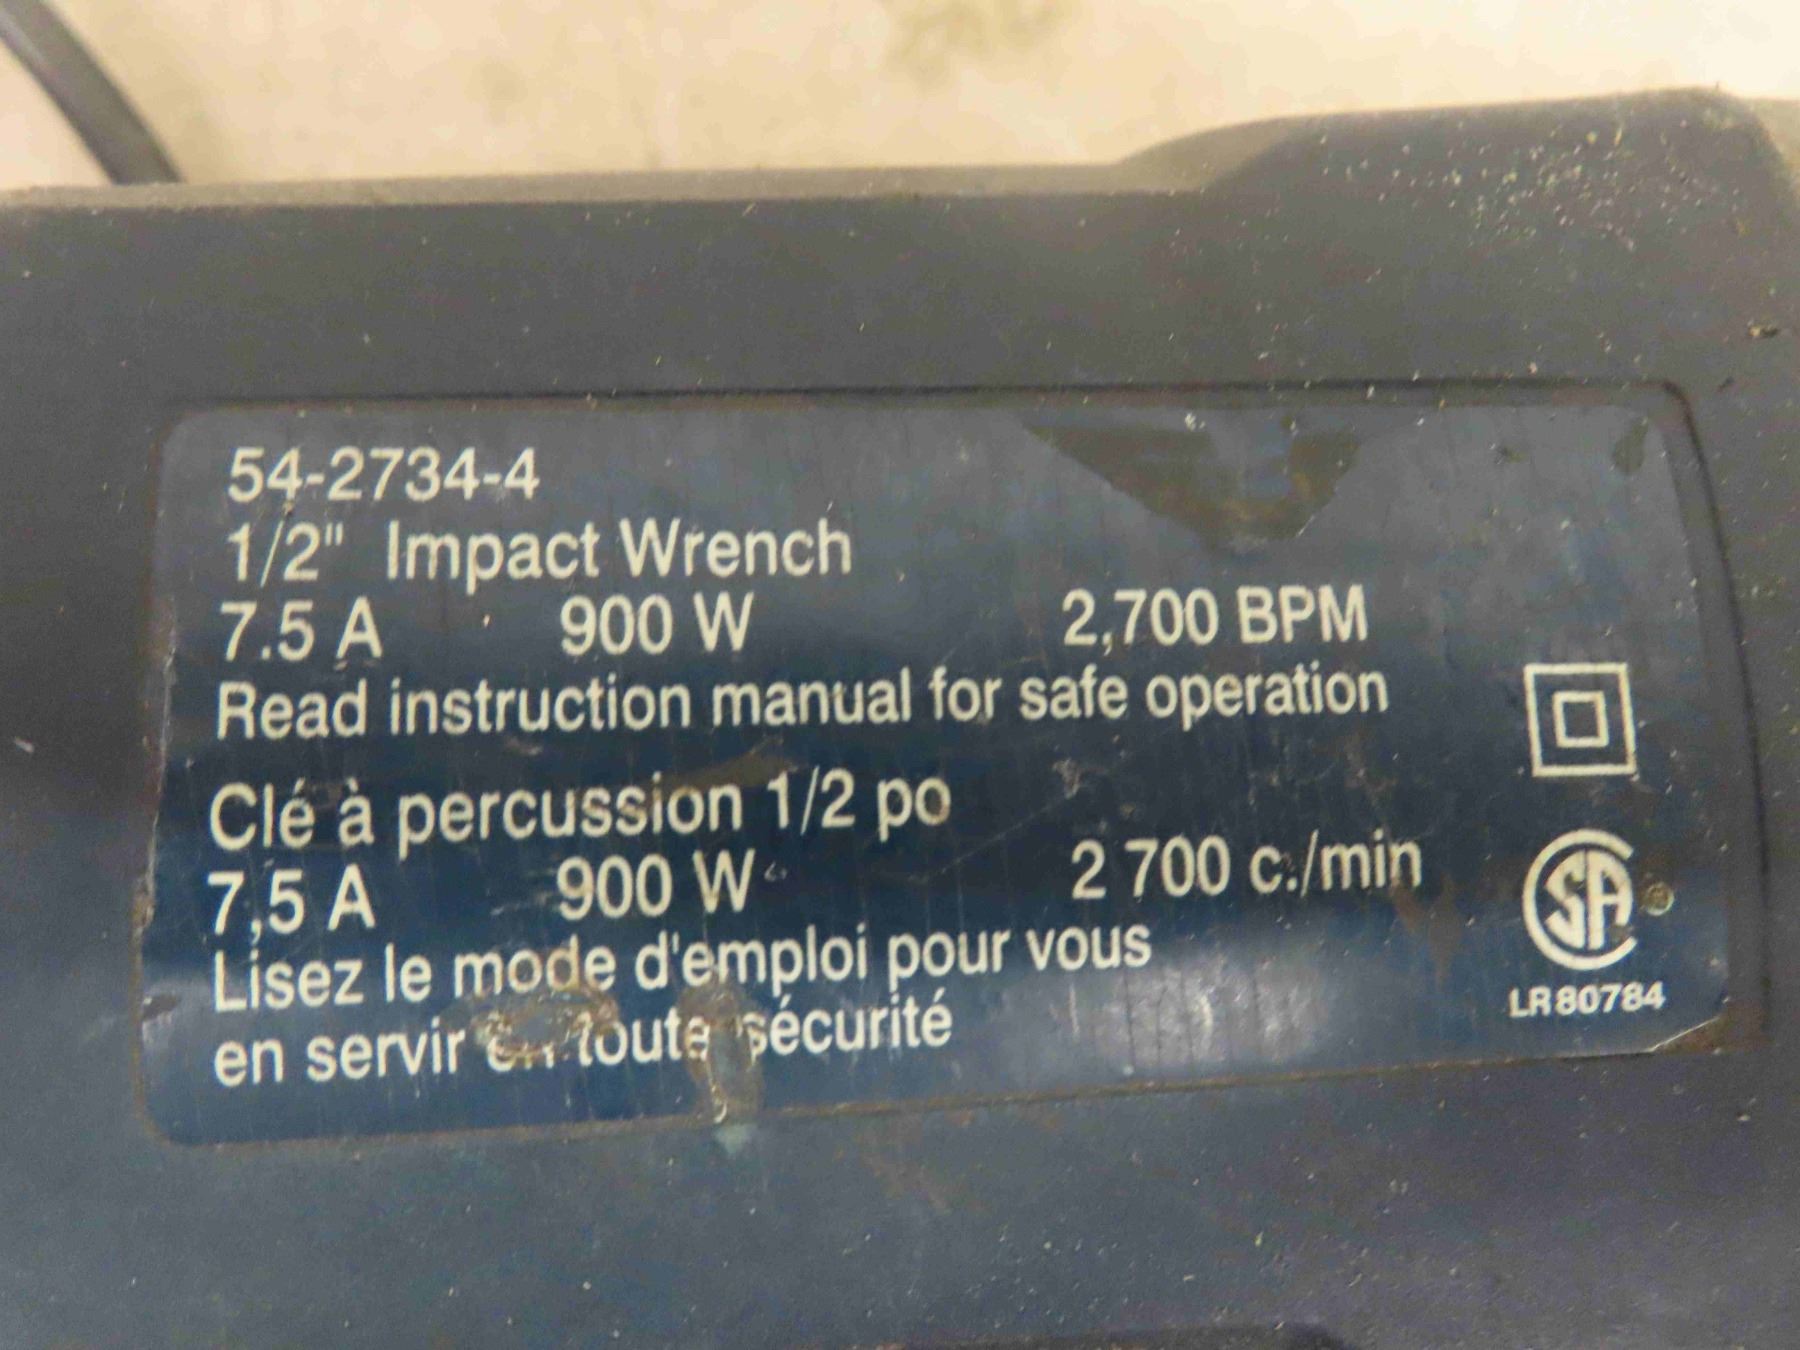 54-2734-4
1/2" Impact Wrench
7.5 A 900 W 2,700 BPM
Read instruction manual for safe operation
Clé à percussion 1/2 po
7,5 A 900 W 2 700 c./min
Lisez le mode d'emploi pour vous
en servir en toute sécurité
SA
LR80784